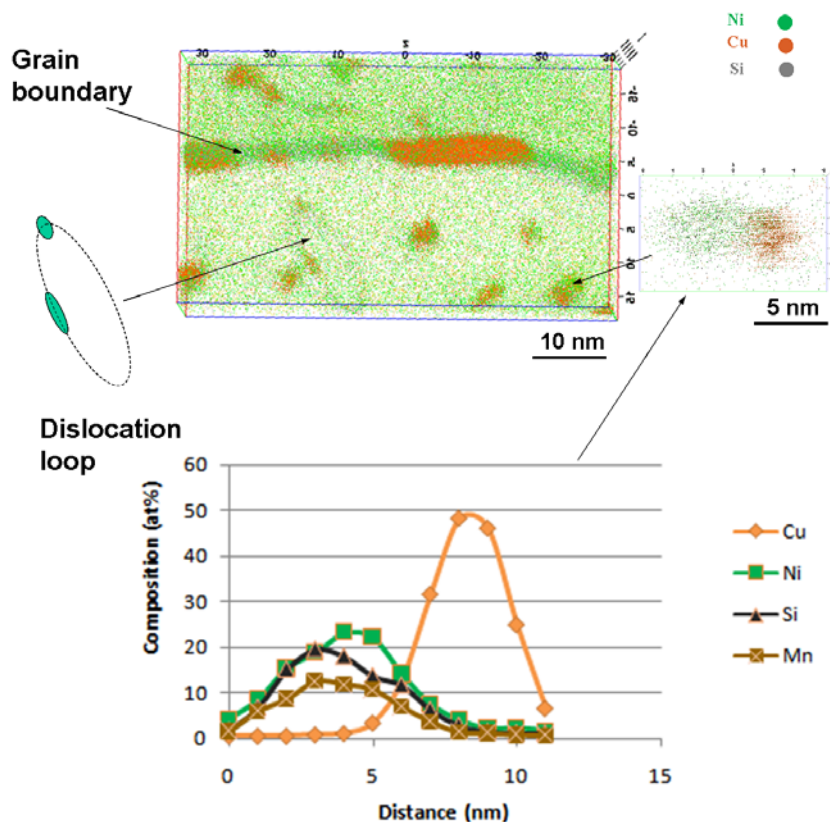 Ni
Cu
Si
Grain
boundary
10 nm
5 nm
Dislocation
loop
Composition (at%)
60
50
40
30
20
10
0
0 5 10 15
Distance (nm)
Cu
Ni
Si
Mn